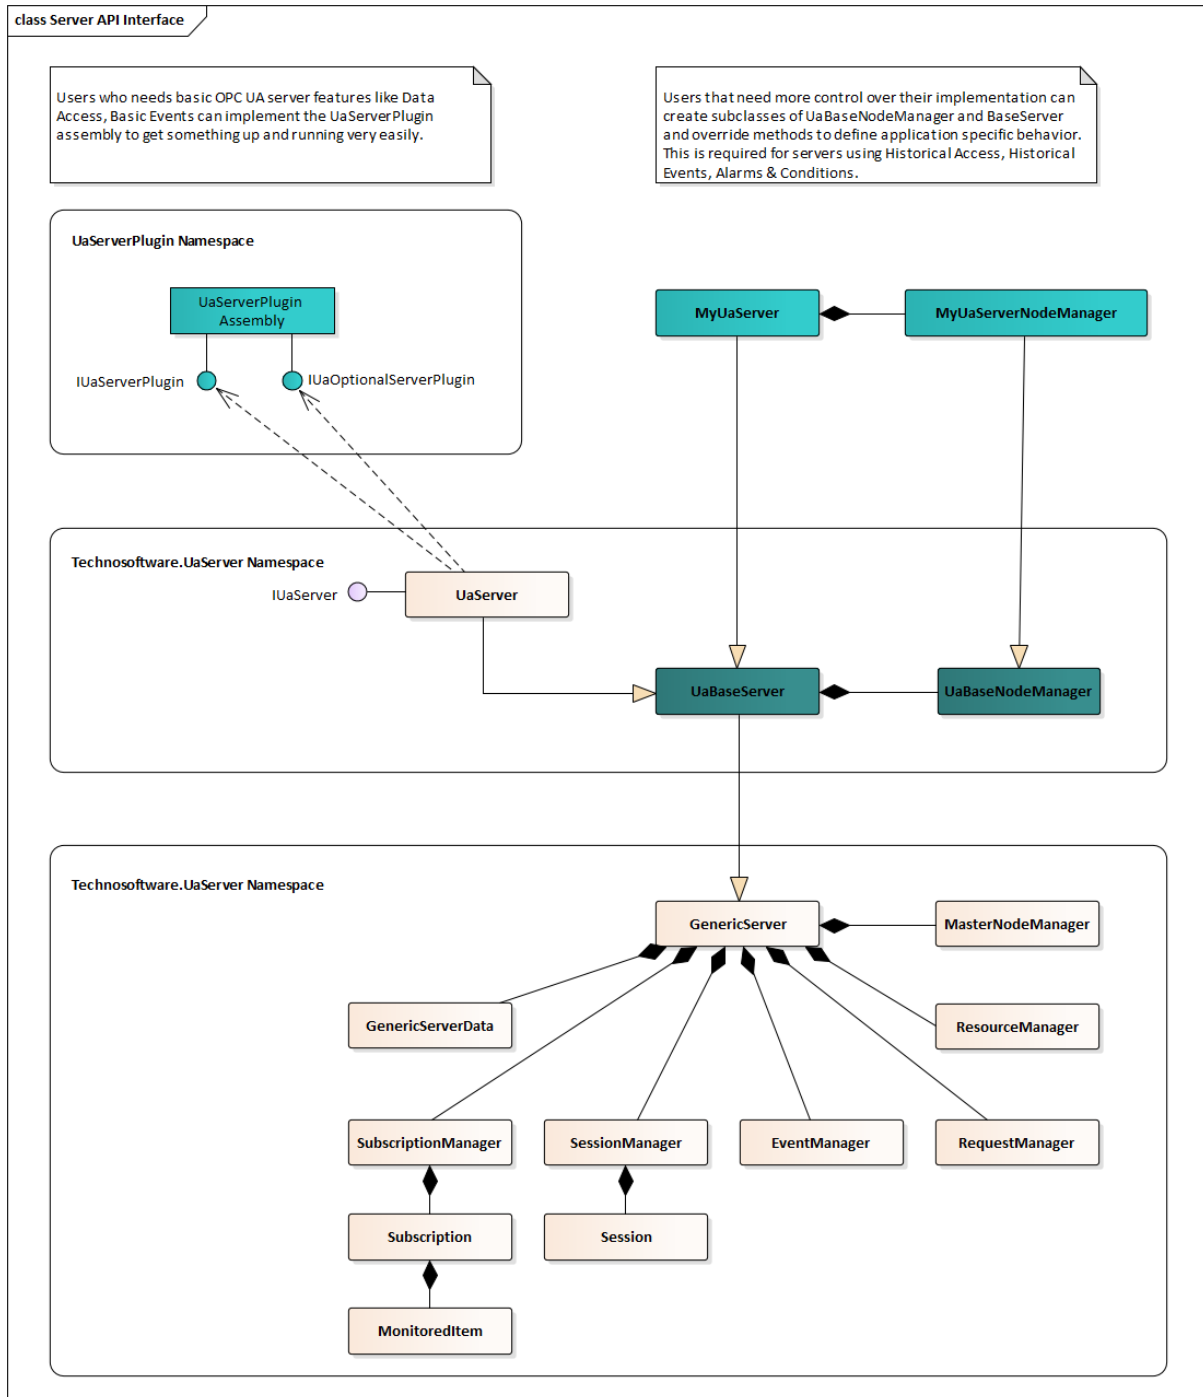 class Server API Interface
Users who needs basic OPC UA server features like Data
Access, Basic Events can implement the UaServerPlugin
assembly to get something up and running very easily.
Users that need more control over their implementation can
create subclasses of UaBaseNodeManager and BaseServer
and override methods to define application specific behavior.
This is required for servers using Historical Access, Historical
Events, Alarms & Conditions.
UaServerPlugin Namespace
UaServerPlugin
Assembly
IUaServerPlugin
IUaOptionalServerPlugin
MyUaServer
MyUaServerNodeManager
Technosoftware.UaServer Namespace
IUaServer
UaServer
UaBaseServer
UaBaseNodeManager
Technosoftware.UaServer Namespace
GenericServer
MasterNodeManager
GenericServerData
ResourceManager
SubscriptionManager
SessionManager
EventManager
RequestManager
Subscription
Session
MonitoredItem